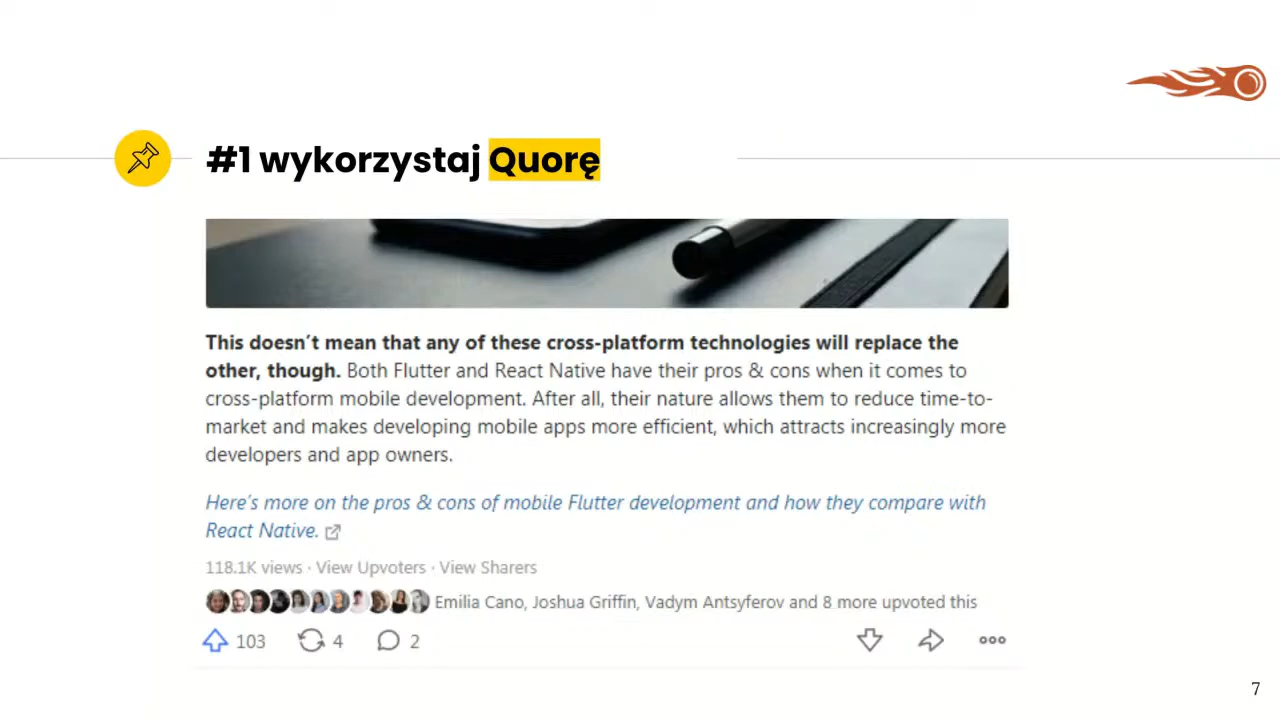 #1 wykorzystaj Quorę
This doesn't mean that any of these cross-platform technologies will replace the
other, though. Both Flutter and React Native have their pros & cons when it comes to
cross-platform mobile development. After all, their nature allows them to reduce time-to-
market and makes developing mobile apps more efficient, which attracts increasingly more
developers and app owners.
Here's more on the pros & cons of mobile Flutter development and how they compare with
React Native.
118.1K views · View Upvoters · View Sharers
Emilia Cano, Joshua Griffin, Vadym Antsyferov and 8 more upvoted this
103 4 2
7